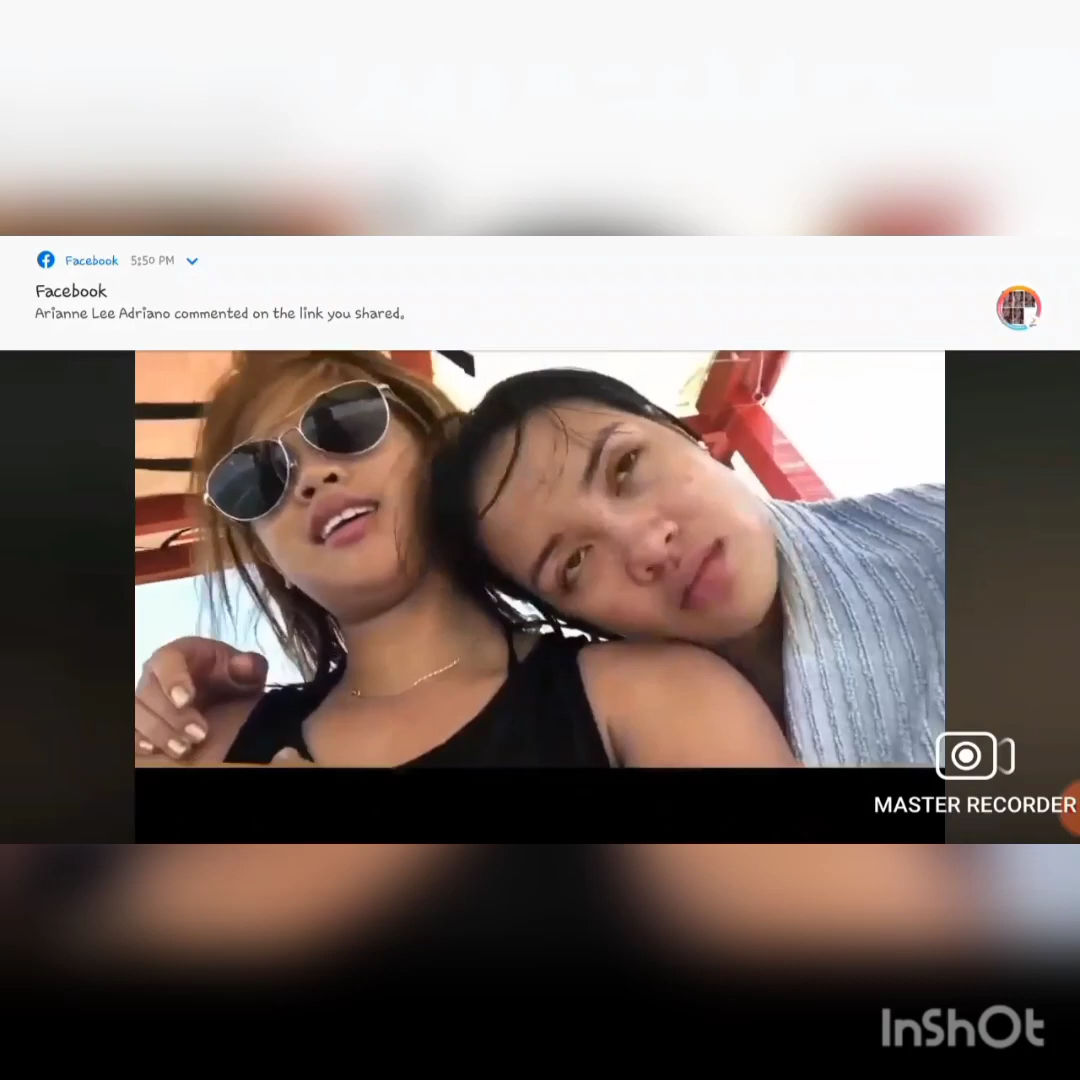 Facebook 5:50 PM
Facebook
Arianne Lee Adriano commented on the link you shared.
MASTER RECORDER
InShOt